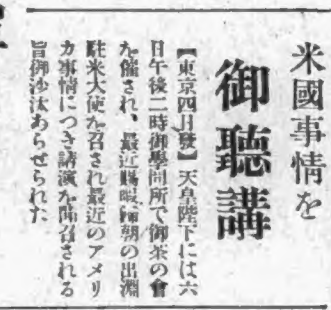 米國事情を
御聽講
【東京四日發】天皇陛下には六
日午後二時御學問所で御茶の會
を催され、最近賜暇歸朝の出淵
駐米大使を召され最近のアメリ
カ事情につき講演を聞召される
旨御沙汰あらせられた